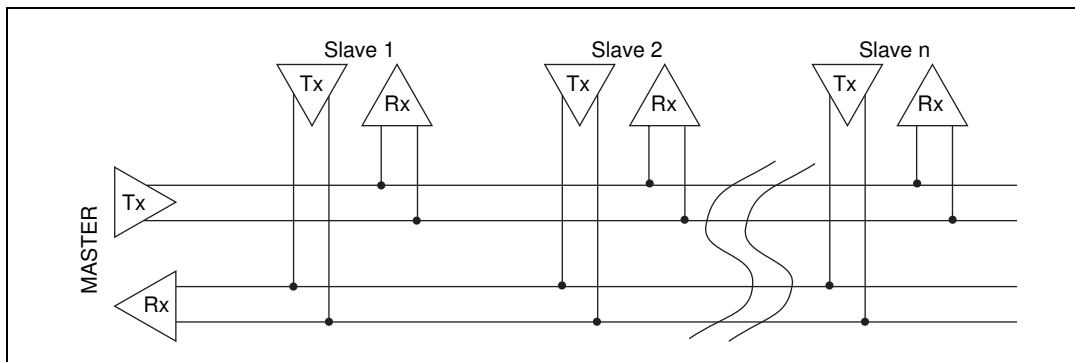 Slave 1
Slave 2
Slave n
Tx
Rx
Tx
Rx
Tx
Rx
MASTER
Tx
Rx